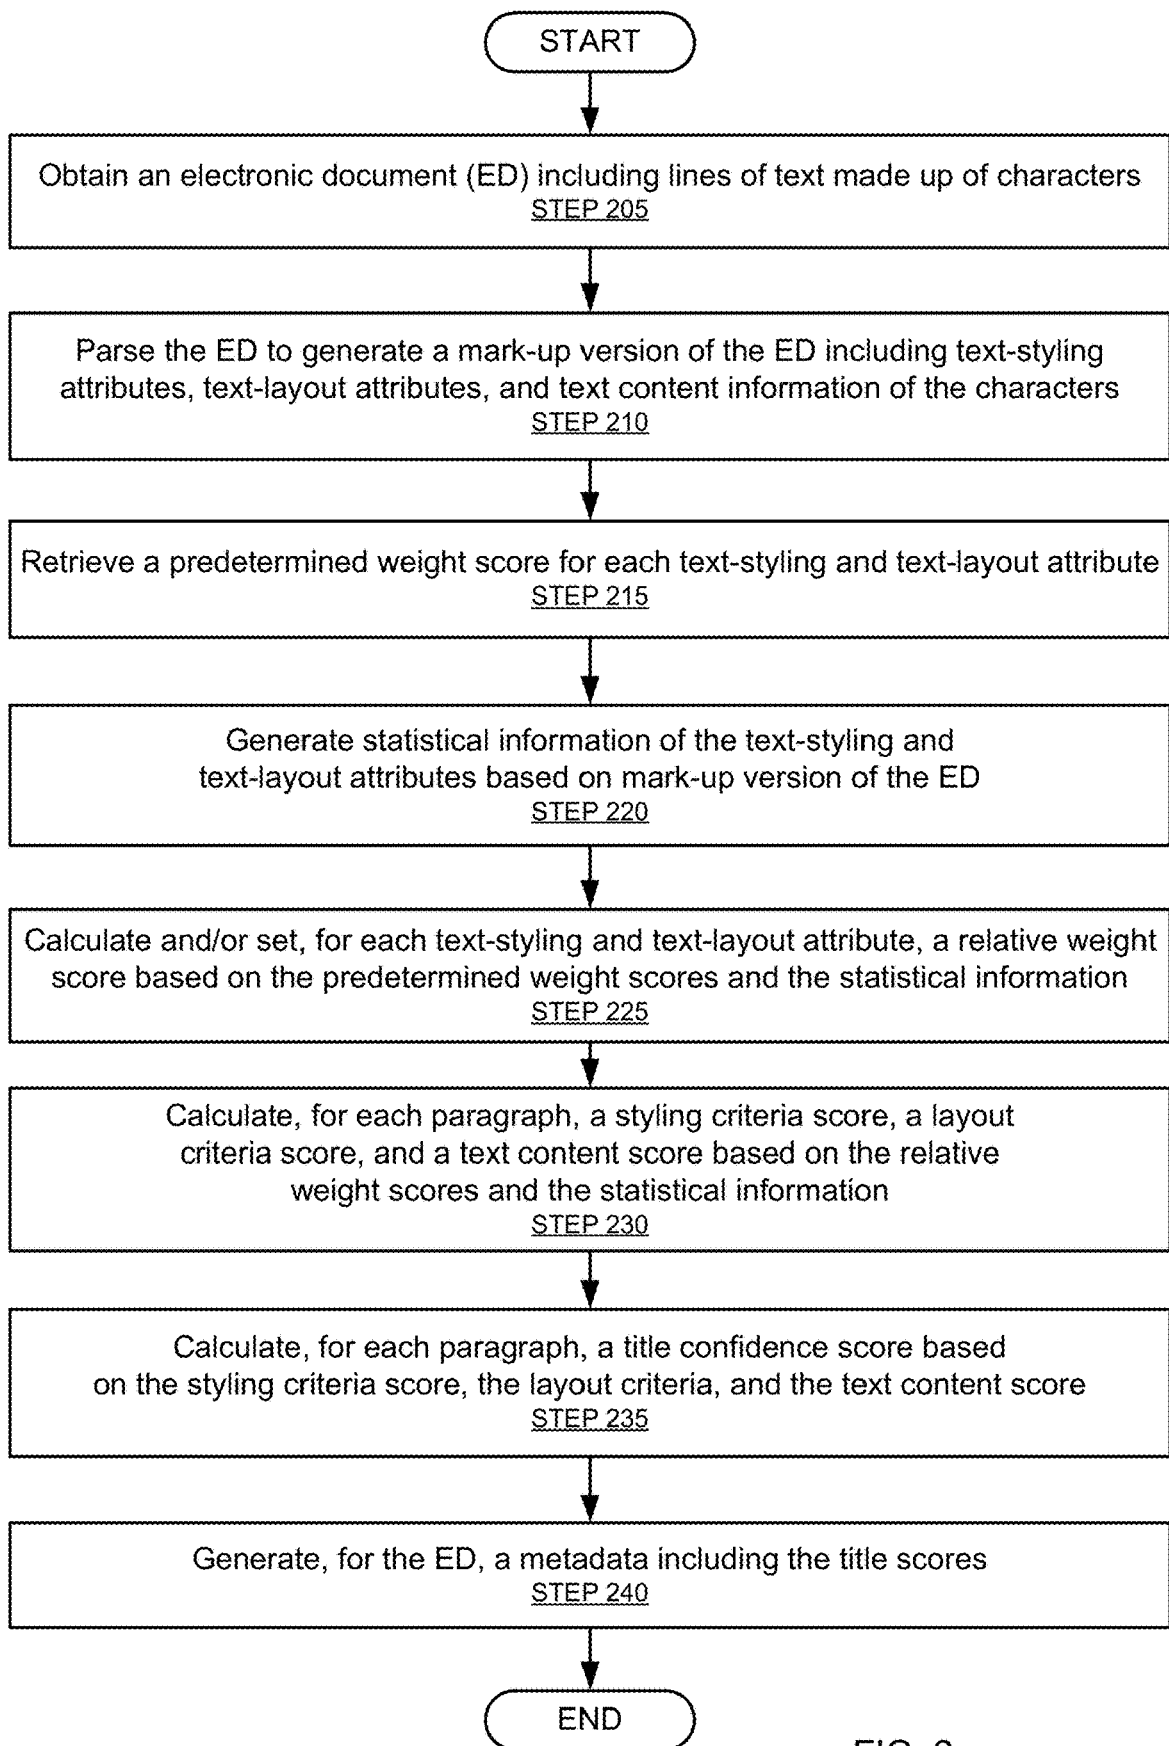 START
Obtain an electronic document (ED) including lines of text made up of characters
STEP 205
Parse the ED to generate a mark-up version of the ED including text-styling
attributes, text-layout attributes, and text content information of the characters
STEP 210
Retrieve a predetermined weight score for each text-styling and text-layout attribute
STEP 215
Generate statistical information of the text-styling and
text-layout attributes based on mark-up version of the ED
STEP 220
Calculate and/or set, for each text-styling and text-layout attribute, a relative weight
score based on the predetermined weight scores and the statistical information
STEP 225
Calculate, for each paragraph, a styling criteria score, a layout
criteria score, and a text content score based on the relative
weight scores and the statistical information
STEP 230
Calculate, for each paragraph, a title confidence score based
on the styling criteria score, the layout criteria, and the text content score
STEP 235
Generate, for the ED, a metadata including the title scores
STEP 240
END